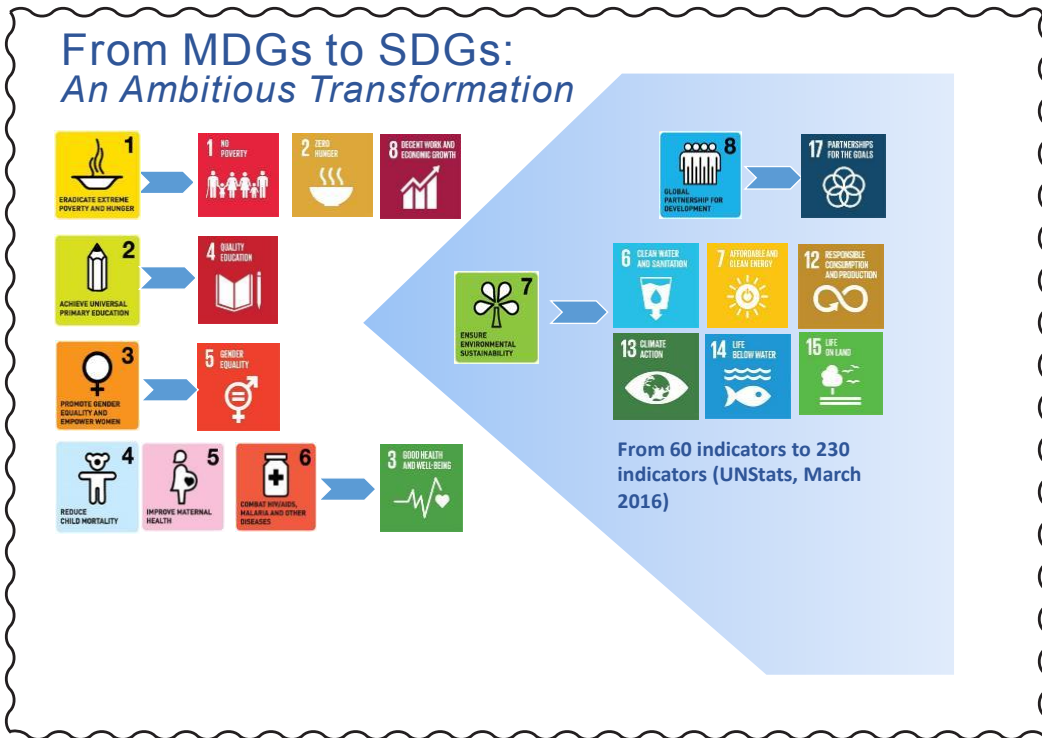 From MDGs to SDGs:
An Ambitious Transformation
1
ERADICATE EXTREME
POVERTY AND HUNGER
1 NO
POVERTY
2 ZERO
HUNGER
8 DECENT WORK AND
ECONOMIC GROWTH
8
GLOBAL
PARTNERSHIP FOR
DEVELOPMENT
17 PARTNERSHIPS
FOR THE GOALS
2
ACHIEVE UNIVERSAL
PRIMARY EDUCATION
4 QUALITY
EDUCATION
7
ENSURE
ENVIRONMENTAL
SUSTAINABILITY
6 CLEAN WATER
AND SANITATION
7 AFFORDABLE AND
CLEAN ENERGY
12 RESPONSIBLE
CONSUMPTION
AND PRODUCTION
13 CLIMATE
ACTION
14 LIFE
BELOW WATER
15 LIFE
ON LAND
3
PROMOTE GENDER
EQUALITY AND
EMPOWER WOMEN
5 GENDER
EQUALITY
4
REDUCE
CHILD MORTALITY
5
IMPROVE MATERNAL
HEALTH
6
COMBAT HIV/AIDS,
MALARIA AND OTHER
DISEASES
3 GOOD HEALTH
AND WELL-BEING
From 60 indicators to 230
indicators (UNStats, March
2016)